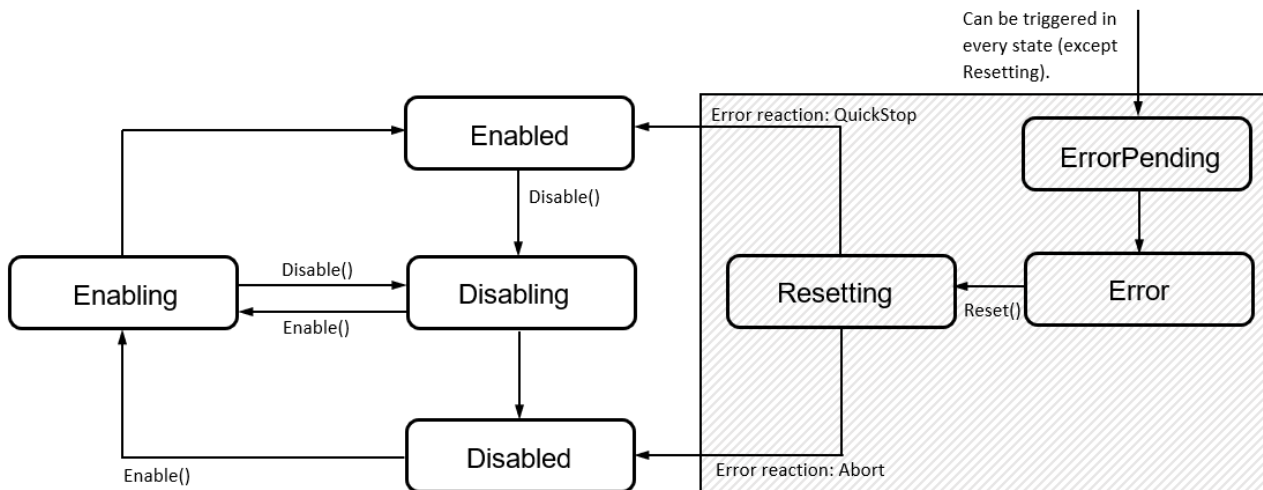 Can be triggered in
every state (except
Resetting).
Error reaction: QuickStop
Enabled
ErrorPending
Disable()
Disable()
Enabling
Disabling
Resetting
Error
Enable()
Reset()
Disabled
Enable()
Error reaction: Abort